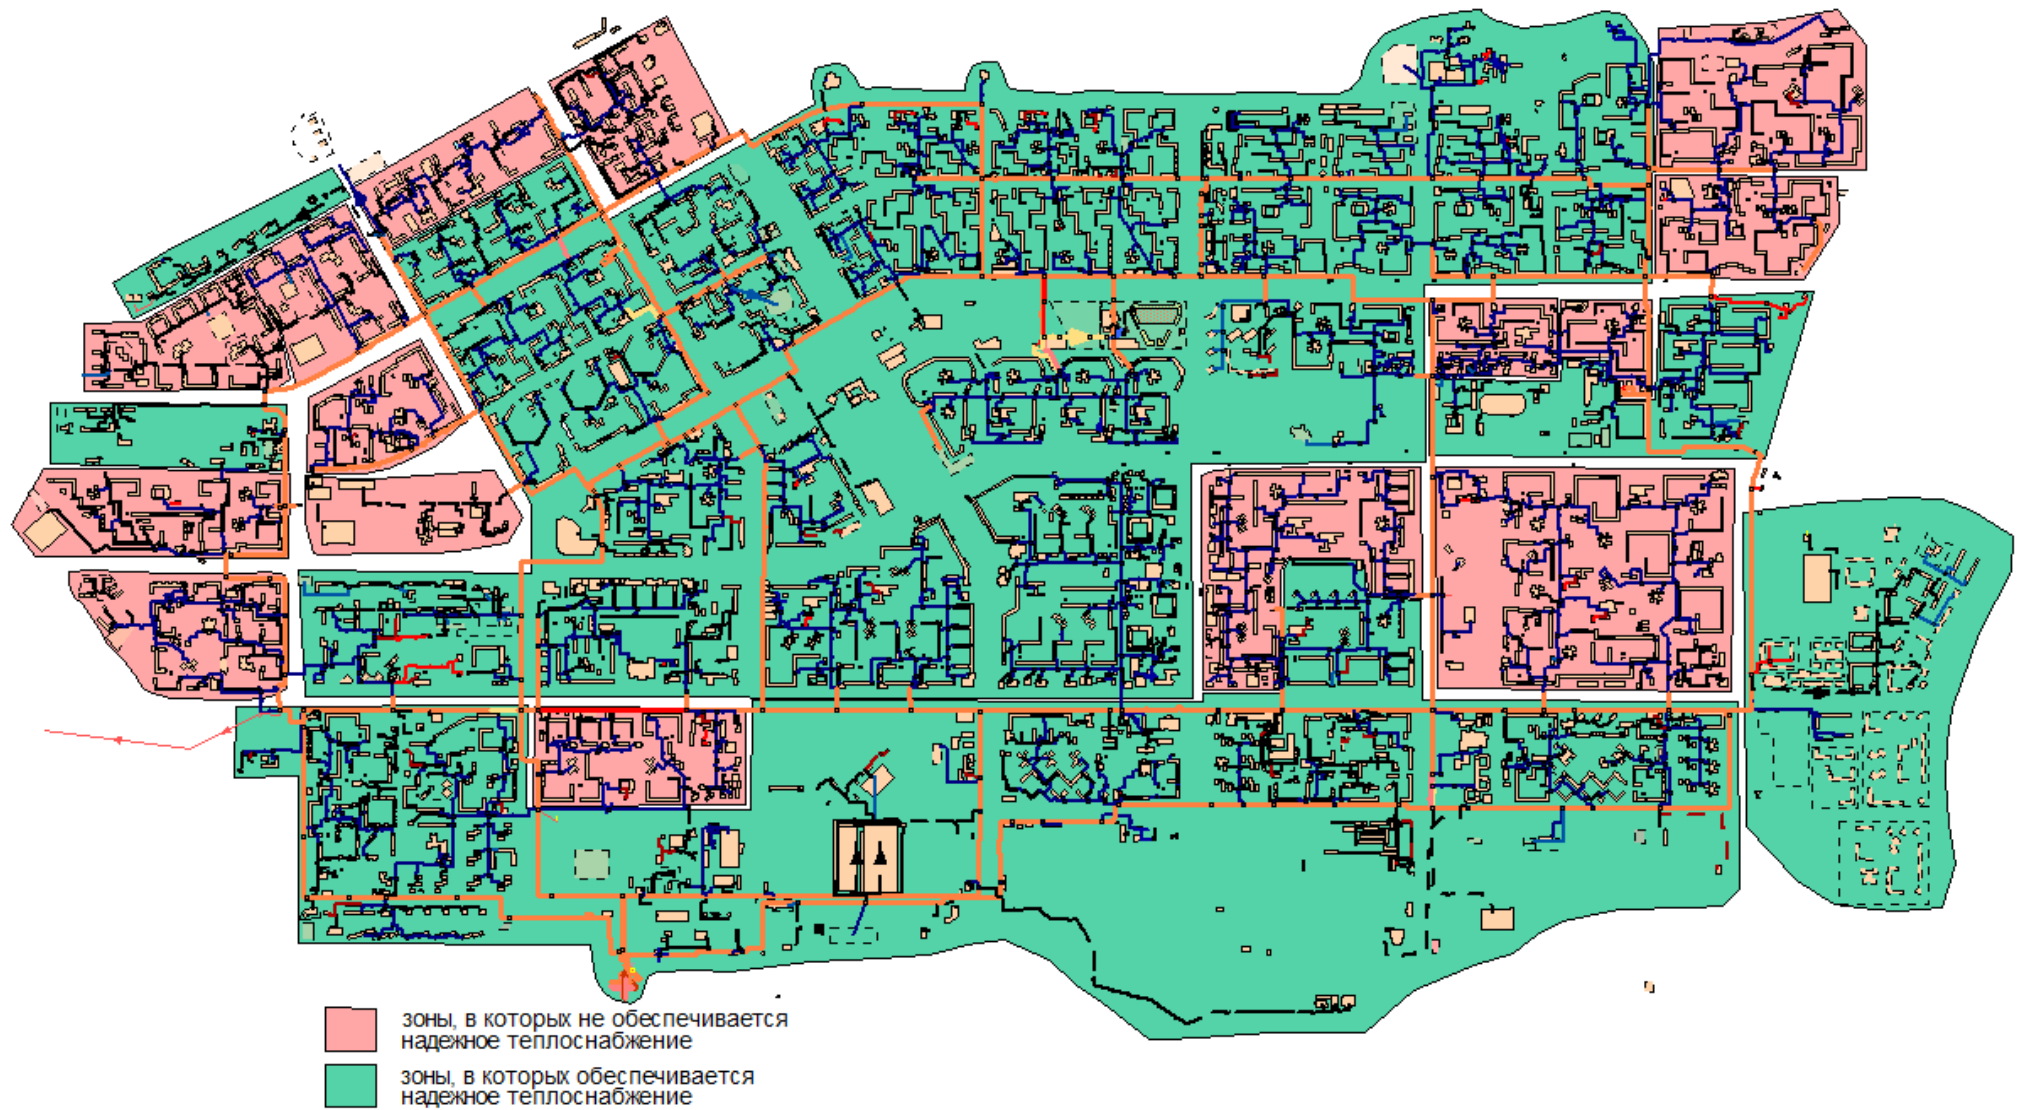 зоны, в которых не обеспечивается
надежное теплоснабжение
зоны, в которых обеспечивается
надежное теплоснабжение